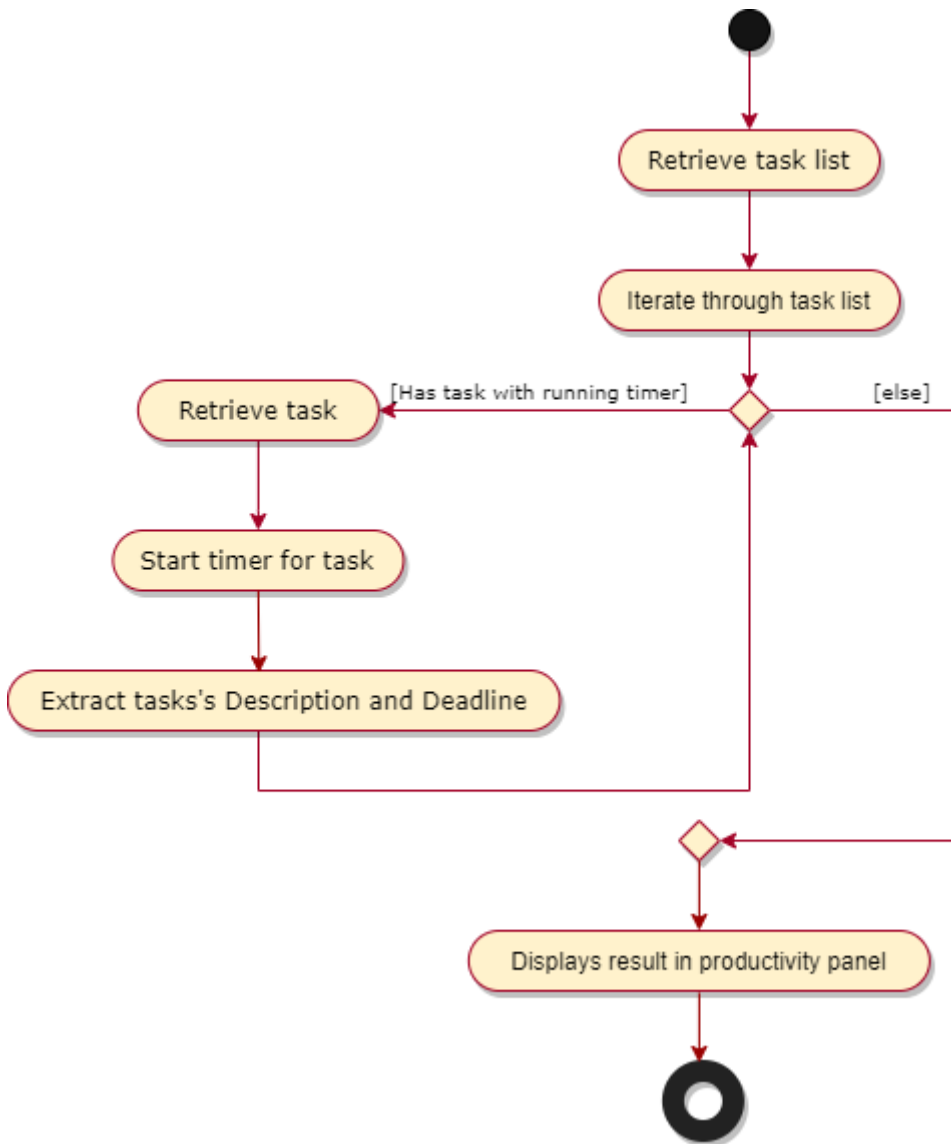 Retrieve task list
Iterate through task list
[Has task with running timer]
[else]
Retrieve task
Start timer for task
Extract tasks's Description and Deadline
Displays result in productivity panel